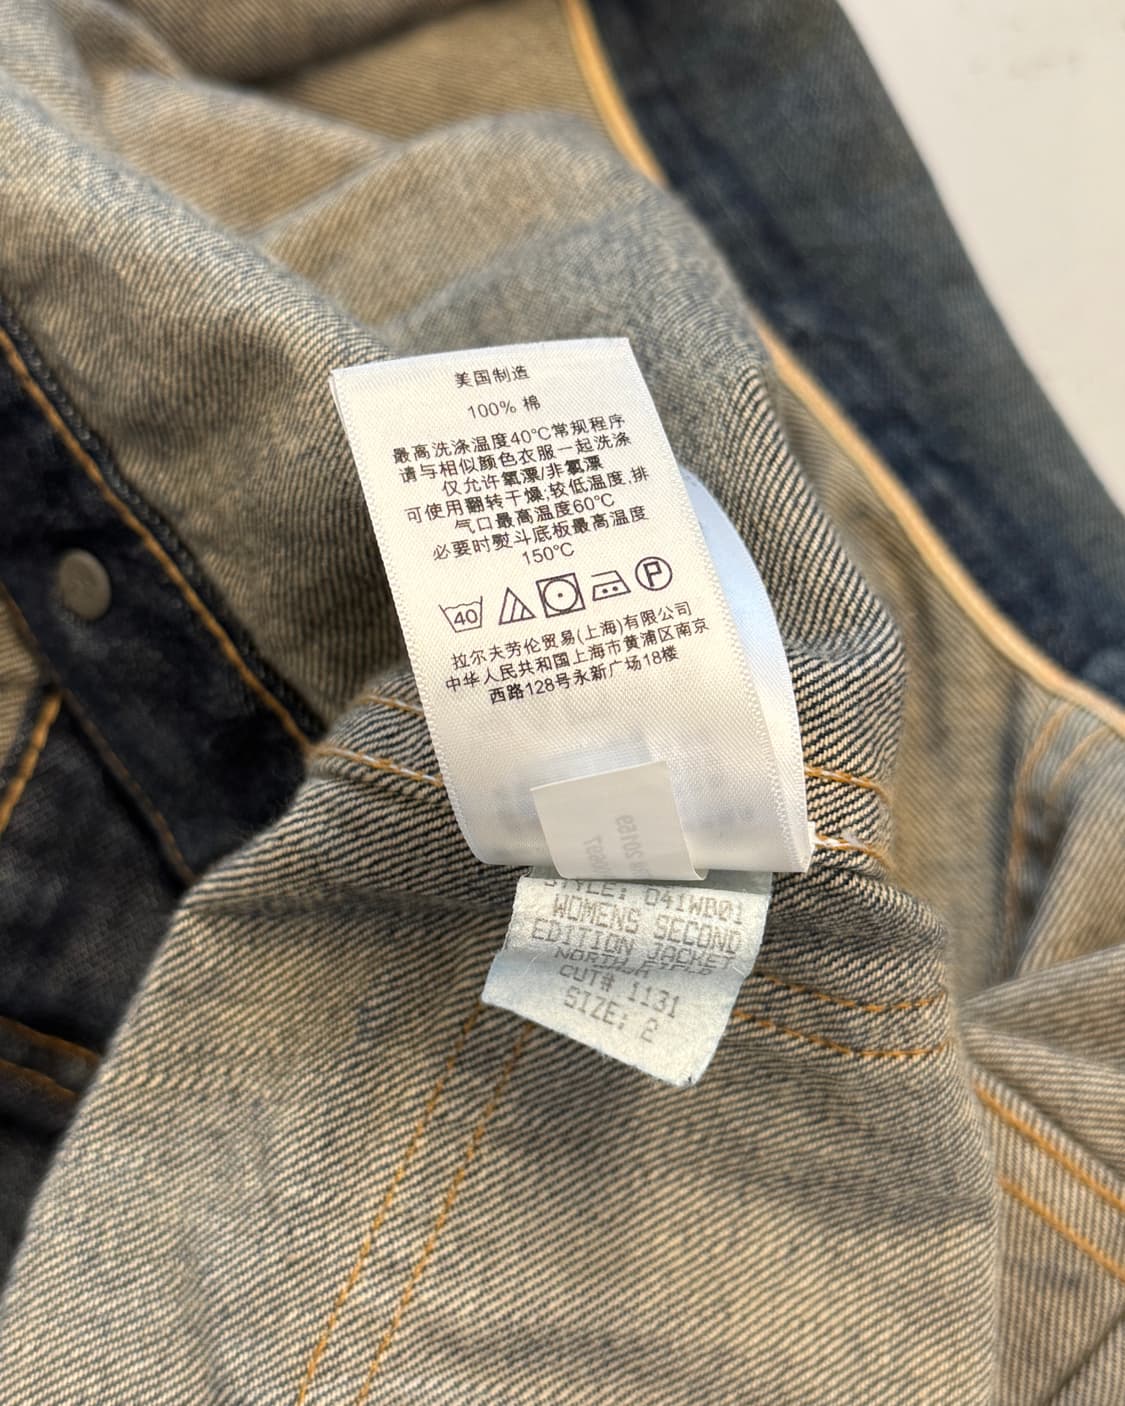 美国制造
100% 棉
最高洗涤温度40°C常规程序
请与相似颜色衣服一起洗涤
仅允许氧漂/非氯漂
可使用翻转干燥;较低温度,排
气口最高温度60°C
必要时熨斗底板最高温度
150°C
40 P
拉尔夫劳伦贸易(上海)有限公司
中华人民共和国上海市黄浦区南京
西路128号永新广场18楼
STYLE: 041WB01
WOMENS SECOND
EDITION JACKET
CUT# 1131
SIZE: 2